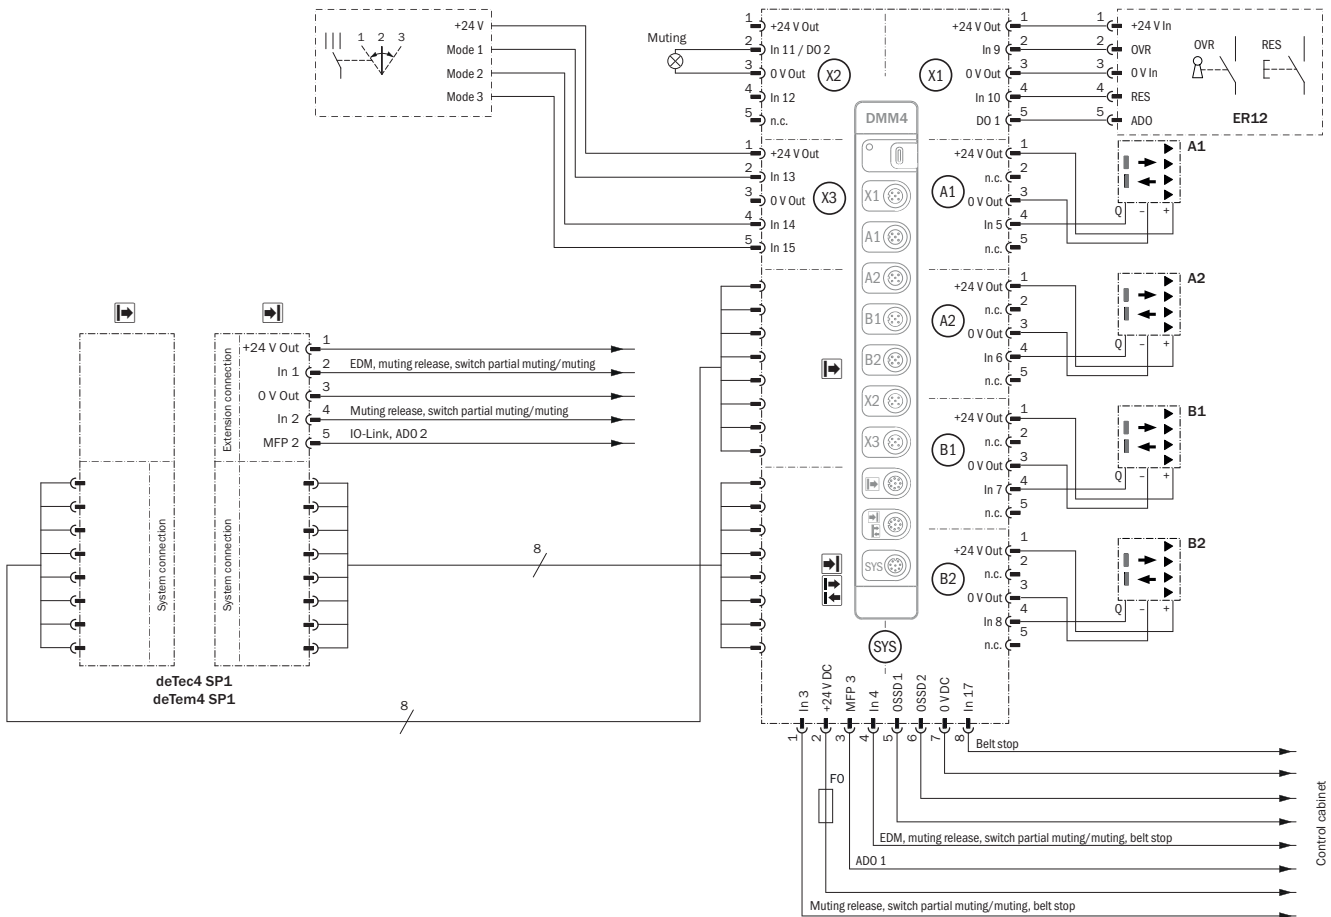 +24 V
Mode 1
Mode 2
Mode 3
1 2 3
Muting
1 +24 V Out
2 In 11 / DO 2
3 0 V Out
4 In 12
5 n.c.
X2
1 +24 V Out
2 In 13
3 0 V Out
4 In 14
5 In 15
X3
DMM4
X1
A1
A2
B1
B2
X2
X3
SYS
SYS
X1
+24 V Out 1
In 9 2
0 V Out 3
In 10 4
DO 1 5
1 +24 V In
2 OVR
3 0 V In
4 RES
5 ADO
OVR
RES
ER12
A1
+24 V Out 1
n.c. 2
0 V Out 3
In 5 4
n.c. 5
A1
Q – +
A2
+24 V Out 1
n.c. 2
0 V Out 3
In 6 4
n.c. 5
A2
Q – +
B1
+24 V Out 1
n.c. 2
0 V Out 3
In 7 4
n.c. 5
B1
Q – +
B2
+24 V Out 1
n.c. 2
0 V Out 3
In 8 4
n.c. 5
B2
Q – +
Extension connection
+24 V Out 1
In 1 2 EDM, muting release, switch partial muting/muting
0 V Out 3
In 2 4 Muting release, switch partial muting/muting
MFP 2 5 IO-Link, ADO 2
System connection
System connection
8
8
deTec4 SP1
deTem4 SP1
In 3
+24 V DC
MFP 3
In 4
OSSD 1
OSSD 2
0 V DC
In 17
1 2 3 4 5 6 7 8
Belt stop
F0
EDM, muting release, switch partial muting/muting, belt stop
ADO 1
Muting release, switch partial muting/muting, belt stop
Control cabinet